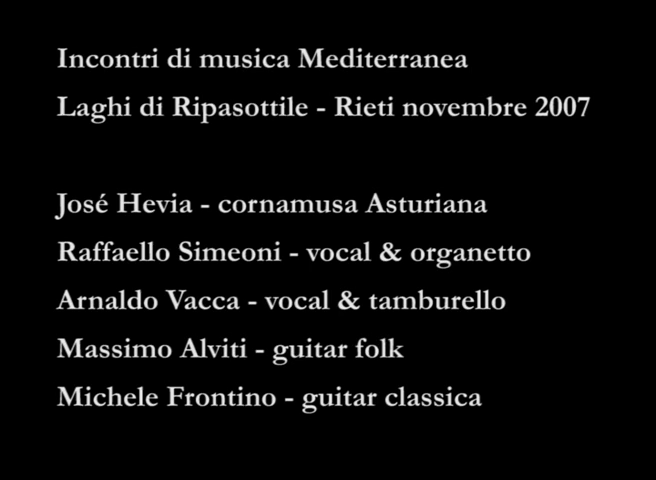 Incontri di musica Mediterranea
Laghi di Ripasottile - Rieti novembre 2007
José Hevia - cornamusa Asturiana
Raffaello Simeoni - vocal & organetto
Arnaldo Vacca - vocal & tamburello
Massimo Alviti - guitar folk
Michele Frontino - guitar classica